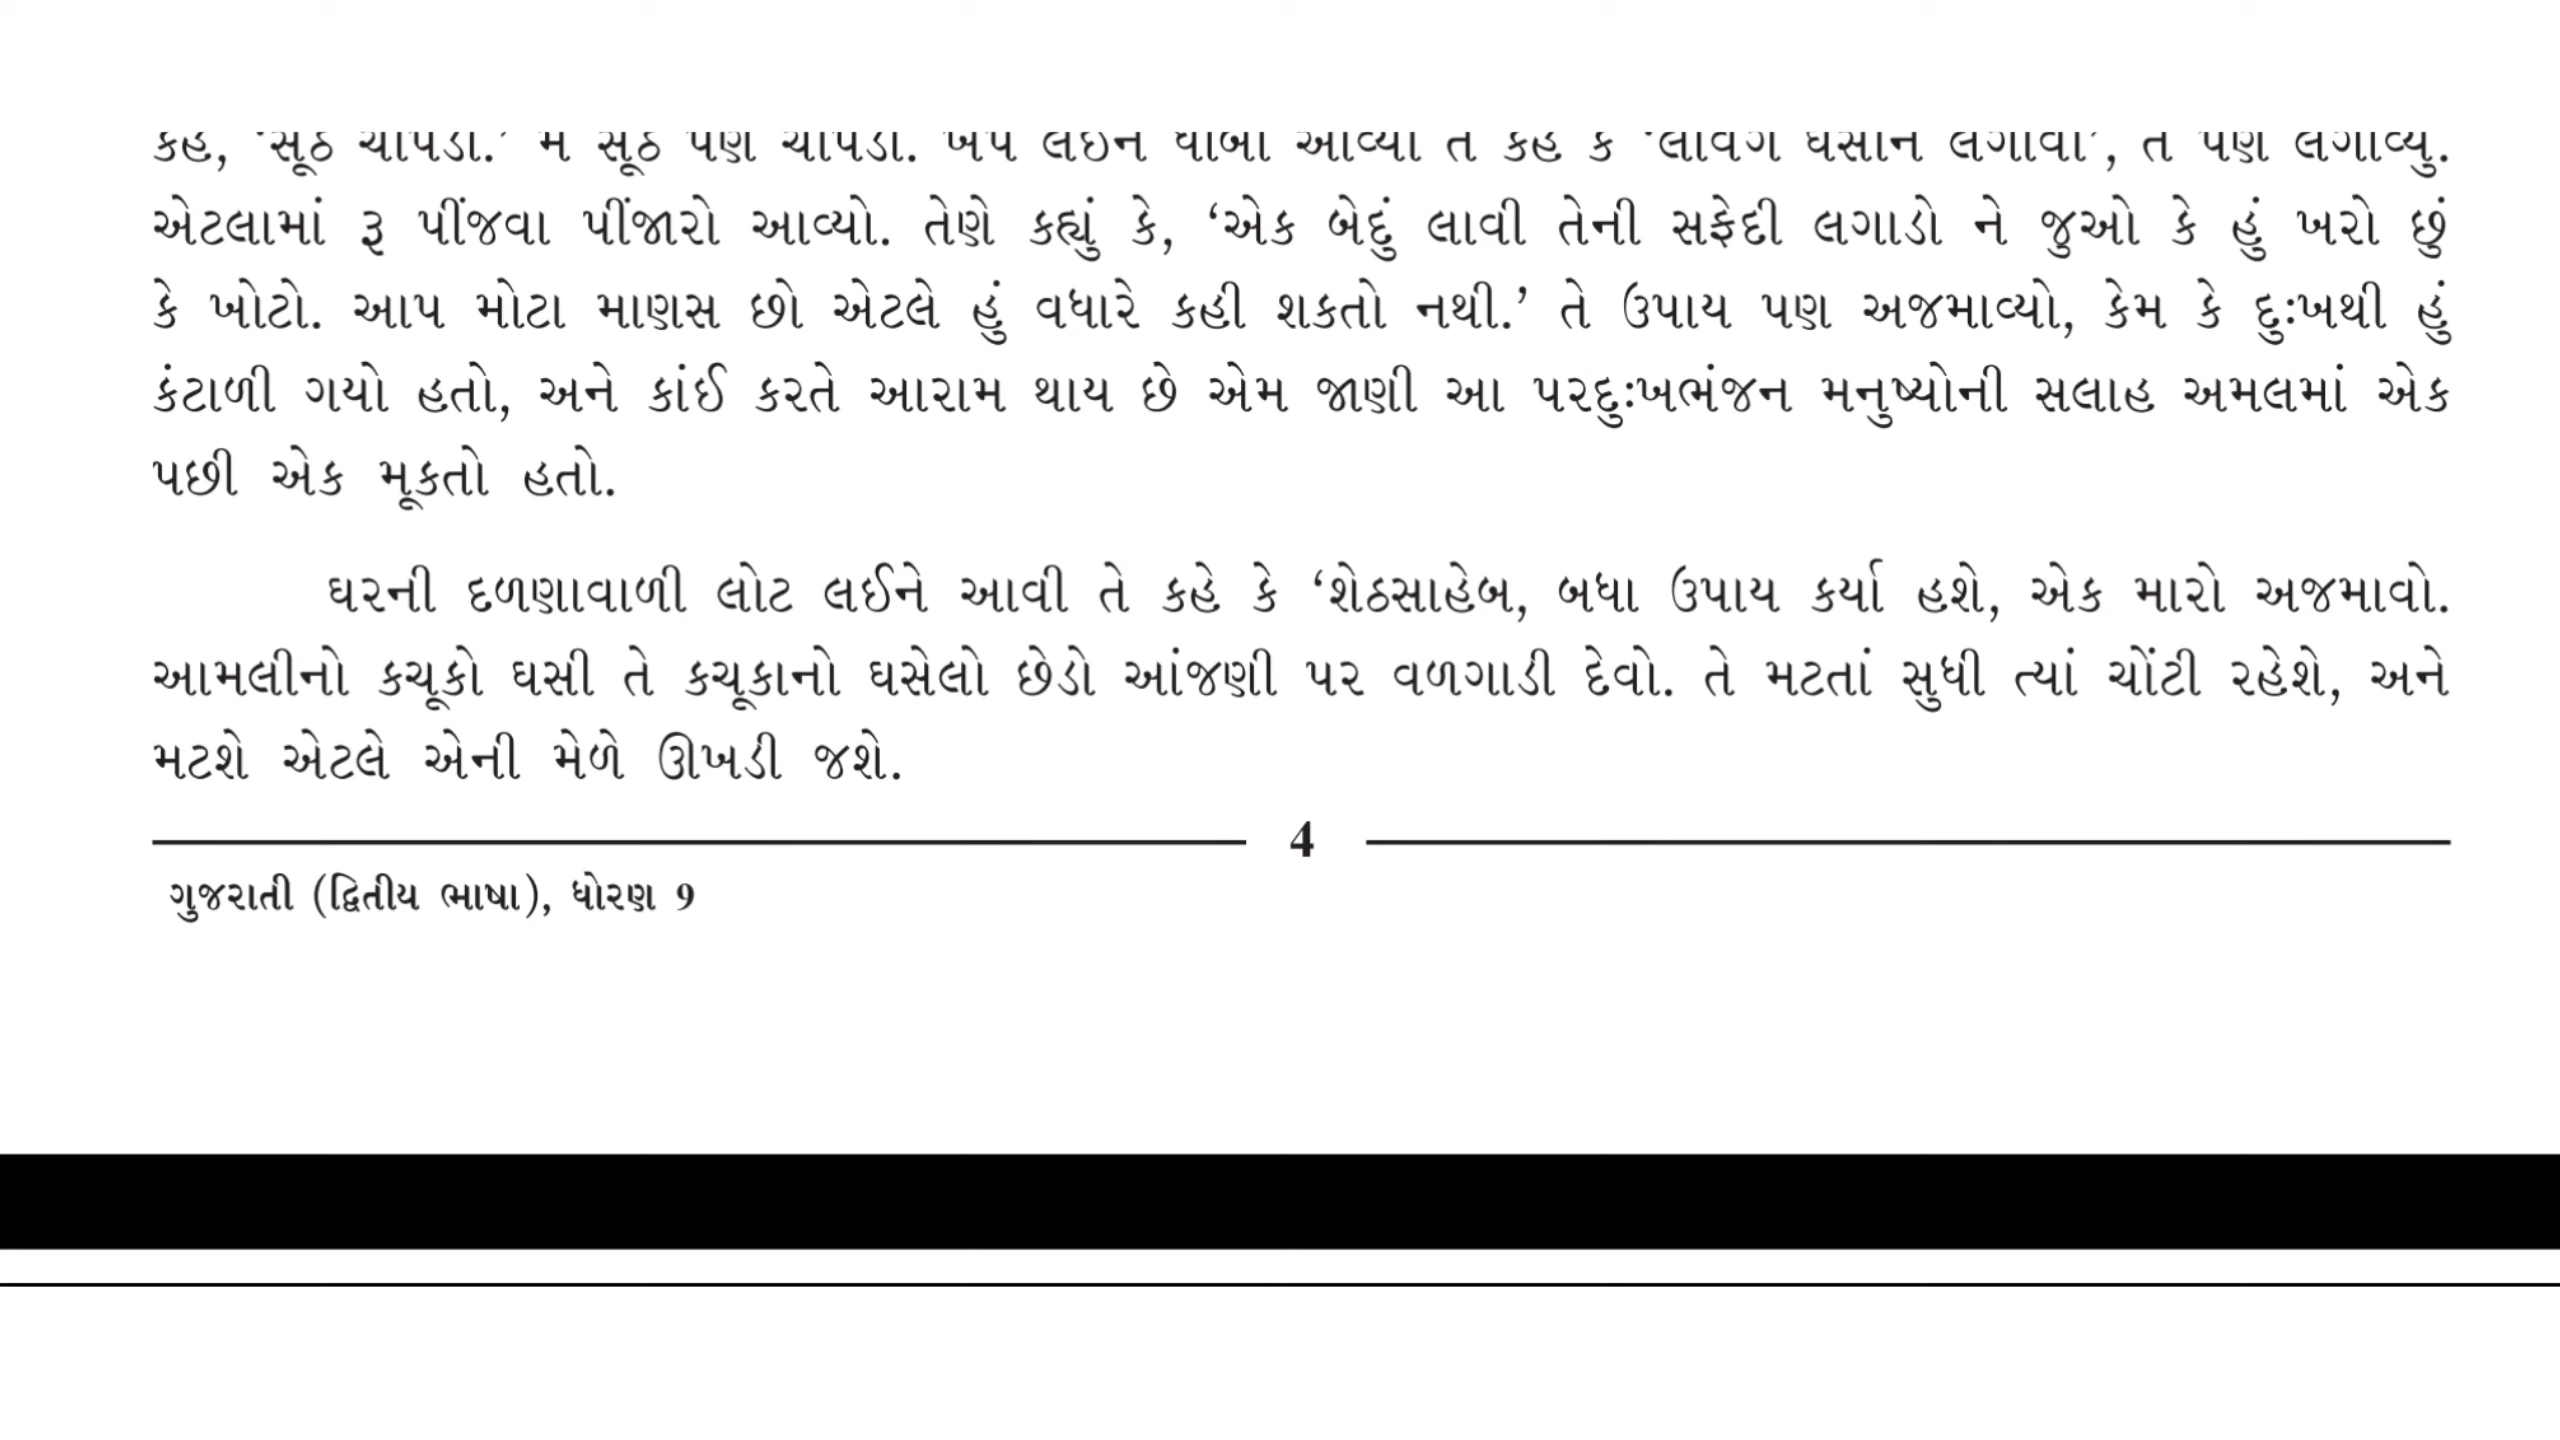 કહે, ‘સૂંઠ ચોપડો.’ મેં સૂંઠ પણ ચોપડી. ખેપ લઈને ધોબી આવ્યો તે કહે કે ‘લવિંગ ઘસીને લગાવો’, તે પણ લગાવ્યું.
એટલામાં રૂ પીંજવા પીંજારો આવ્યો. તેણે કહ્યું કે, ‘એક બેદું લાવી તેની સફેદી લગાડો ને જુઓ કે હું ખરો છું
કે ખોટો. આપ મોટા માણસ છો એટલે હું વધારે કહી શકતો નથી.’ તે ઉપાય પણ અજમાવ્યો, કેમ કે દુઃખથી હું
કંટાળી ગયો હતો, અને કાંઈ કરતે આરામ થાય છે એમ જાણી આ પરદુઃખભંજન મનુષ્યોની સલાહ અમલમાં એક
પછી એક મૂકતો હતો.
ઘરની દળણાવાળી લોટ લઈને આવી તે કહે કે ‘શેઠસાહેબ, બધા ઉપાય કર્યા હશે, એક મારો અજમાવો.
આમલીનો કચૂકો ઘસી તે કચૂકાનો ઘસેલો છેડો આંજણી પર વળગાડી દેવો. તે મટતાં સુધી ત્યાં ચોંટી રહેશે, અને
મટશે એટલે એની મેળે ઊખડી જશે.
4
ગુજરાતી (દ્વિતીય ભાષા), ધોરણ 9